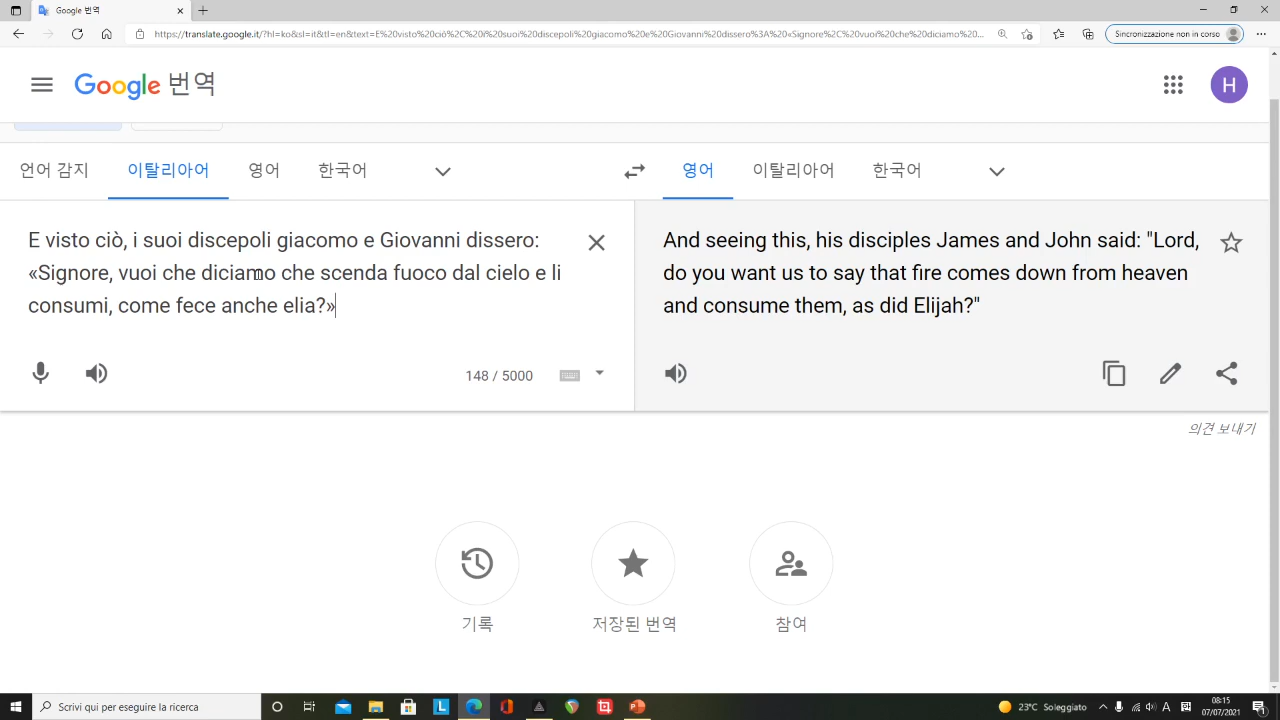 Google 번역
https://translate.google.it/?hl=ko&sl=it&tl=en&text=E%20visto%20ciò%2C%20i%20suoi%20discepoli%20giacomo%20e%20Giovanni%20dissero%3A%20«Signore%2C%20vuoi%20che%20diciamo%20...
Sincronizzazione non in corso
Google 번역
H
언어 감지 이탈리아어 영어 한국어
영어 이탈리아어 한국어
E visto ciò, i suoi discepoli giacomo e Giovanni dissero:
«Signore, vuoi che diciamo che scenda fuoco dal cielo e li
consumi, come fece anche elia?»
148 / 5000
And seeing this, his disciples James and John said: "Lord,
do you want us to say that fire comes down from heaven
and consume them, as did Elijah?"
의견 보내기
기록 저장된 번역 참여
Scrivi qui per eseguire la ricerca
L
23°C Soleggiato
A
08:15
07/07/2021
1